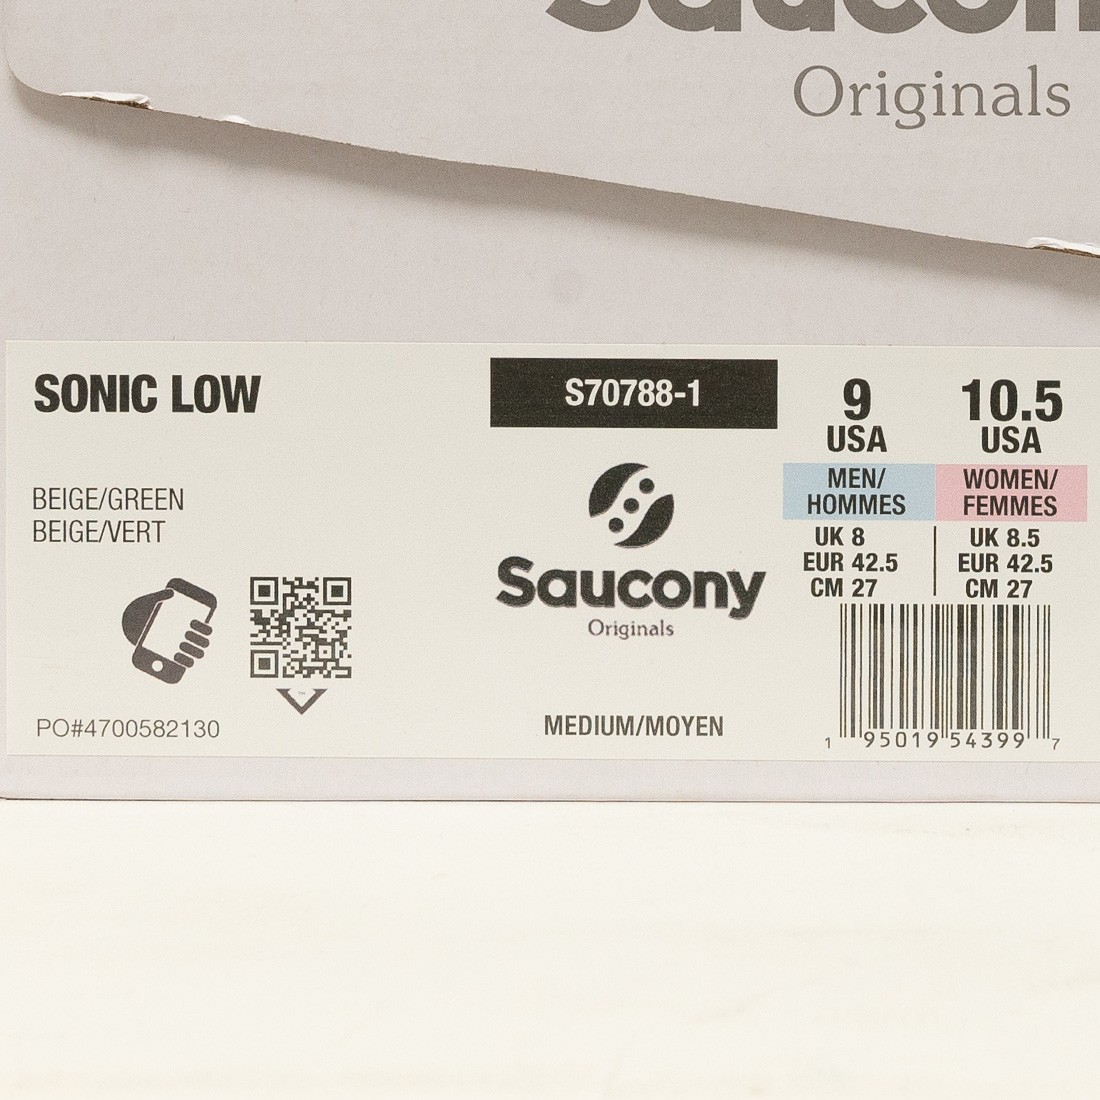 Saucony
Originals
SONIC LOW
BEIGE/GREEN
BEIGE/VERT
PO#4700582130
S70788-1
Saucony
Originals
MEDIUM/MOYEN
9 10.5
USA USA
MEN/ WOMEN/
HOMMES FEMMES
UK 8 UK 8.5
EUR 42.5 EUR 42.5
CM 27 CM 27
1 95019 54399 7